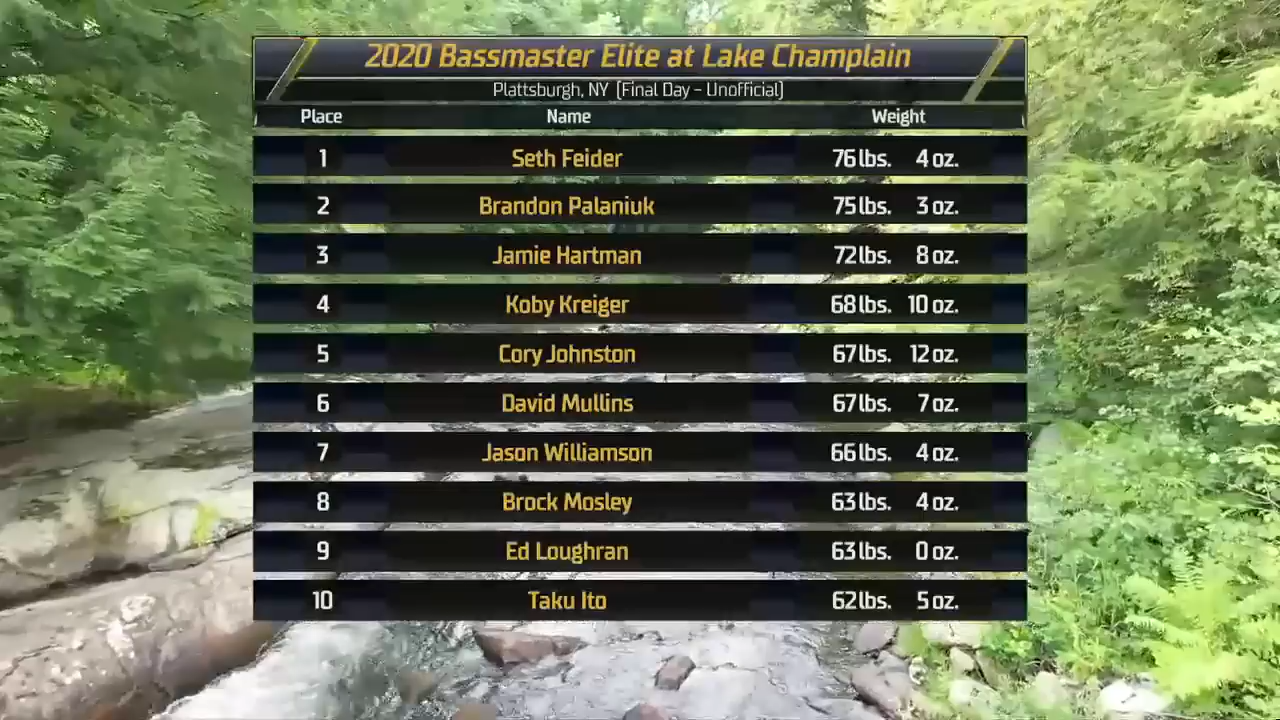 2020 Bassmaster Elite at Lake Champlain
Plattsburgh, NY (Final Day - Unofficial)
Place Name Weight
1 Seth Feider 76 lbs. 4 oz.
2 Brandon Palaniuk 75 lbs. 3 oz.
3 Jamie Hartman 72 lbs. 8 oz.
4 Koby Kreiger 68 lbs. 10 oz.
5 Cory Johnston 67 lbs. 12 oz.
6 David Mullins 67 lbs. 7 oz.
7 Jason Williamson 66 lbs. 4 oz.
8 Brock Mosley 63 lbs. 4 oz.
9 Ed Loughran 63 lbs. 0 oz.
10 Taku Ito 62 lbs. 5 oz.